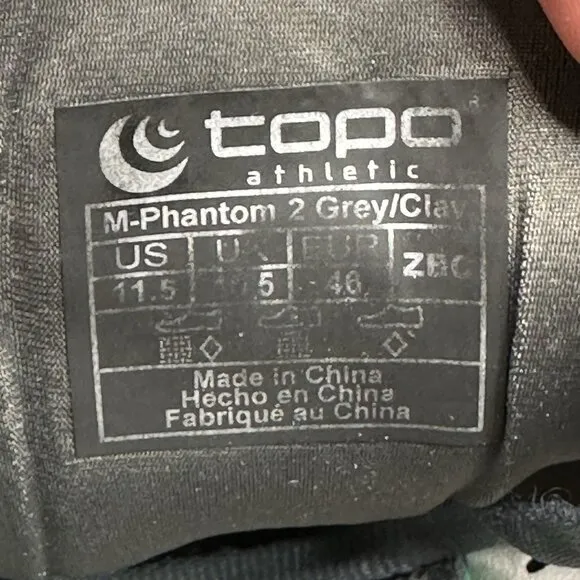 topo®
athletic
M-Phantom 2 Grey/Clay
US UK EUR
11.5 46
Made in China
Hecho en China
Fabriqué au China